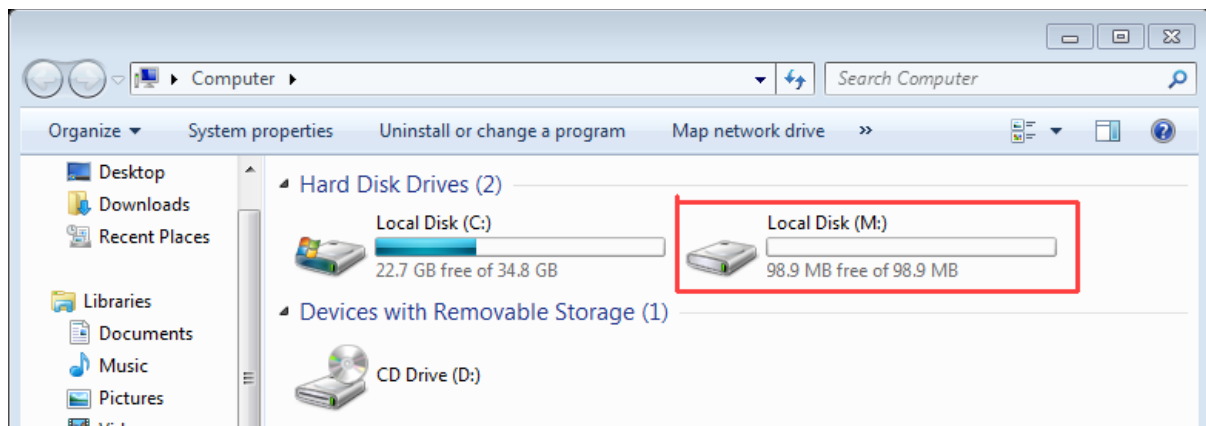 Computer
Search Computer
Organize System properties Uninstall or change a program Map network drive »
Desktop
Downloads
Recent Places
Libraries
Documents
Music
Pictures
Hard Disk Drives (2)
Local Disk (C:)
22.7 GB free of 34.8 GB
Local Disk (M:)
98.9 MB free of 98.9 MB
Devices with Removable Storage (1)
CD Drive (D:)